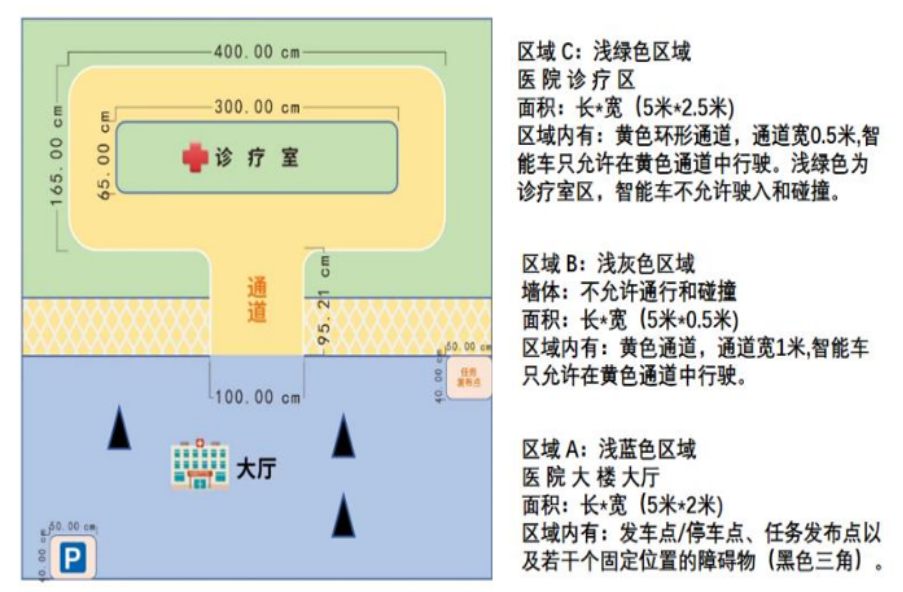 400.00 cm
300.00 cm
165.00 cm
65.00 cm
诊 疗 室
通
道
95.21 cm
50.00 cm
40.00 cm
任务
发布点
100.00 cm
大厅
50.00 cm
40.00 cm
P
区域 C：浅绿色区域
医 院 诊 疗 区
面积：长*宽（5米*2.5米)
区域内有：黄色环形通道，通道宽0.5米,智
能车只允许在黄色通道中行驶。浅绿色为
诊疗室区，智能车不允许驶入和碰撞。
区域 B：浅灰色区域
墙体：不允许通行和碰撞
面积：长*宽（5米*0.5米)
区域内有：黄色通道，通道宽1米,智能车
只允许在黄色通道中行驶。
区域 A：浅蓝色区域
医 院 大 楼 大厅
面积：长*宽（5米*2米)
区域内有：发车点/停车点、任务发布点以
及若干个固定位置的障碍物（黑色三角）。